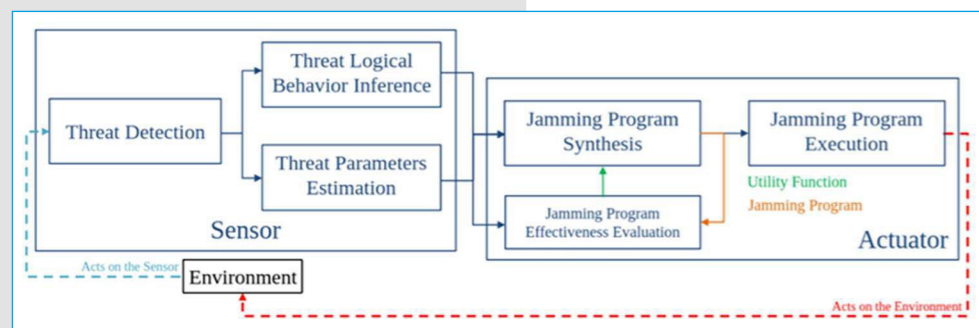 Threat Detection
Threat Logical
Behavior Inference
Threat Parameters
Estimation
Sensor
Jamming Program
Synthesis
Jamming Program
Effectiveness Evaluation
Jamming Program
Execution
Utility Function
Jamming Program
Actuator
Acts on the Sensor
Environment
Acts on the Environment